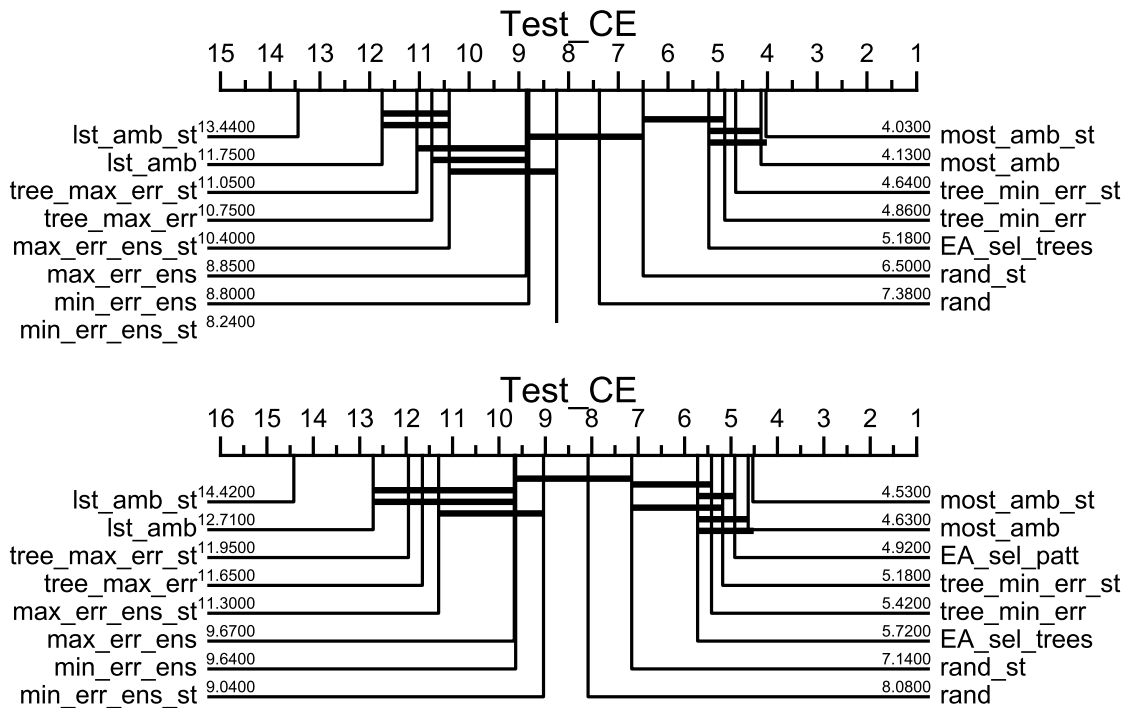 Test_CE
15 14 13 12 11 10 9 8 7 6 5 4 3 2 1
lst_amb_st 13.4400 4.0300 most_amb_st
lst_amb 11.7500 4.1300 most_amb
tree_max_err_st 11.0500 4.6400 tree_min_err_st
tree_max_err 10.7500 4.8600 tree_min_err
max_err_ens_st 10.4000 5.1800 EA_sel_trees
max_err_ens 8.8500 6.5000 rand_st
min_err_ens 8.8000 7.3800 rand
min_err_ens_st 8.2400
Test_CE
16 15 14 13 12 11 10 9 8 7 6 5 4 3 2 1
lst_amb_st 14.4200 4.5300 most_amb_st
lst_amb 12.7100 4.6300 most_amb
tree_max_err_st 11.9500 4.9200 EA_sel_patt
tree_max_err 11.6500 5.1800 tree_min_err_st
max_err_ens_st 11.3000 5.4200 tree_min_err
max_err_ens 9.6700 5.7200 EA_sel_trees
min_err_ens 9.6400 7.1400 rand_st
min_err_ens_st 9.0400 8.0800 rand